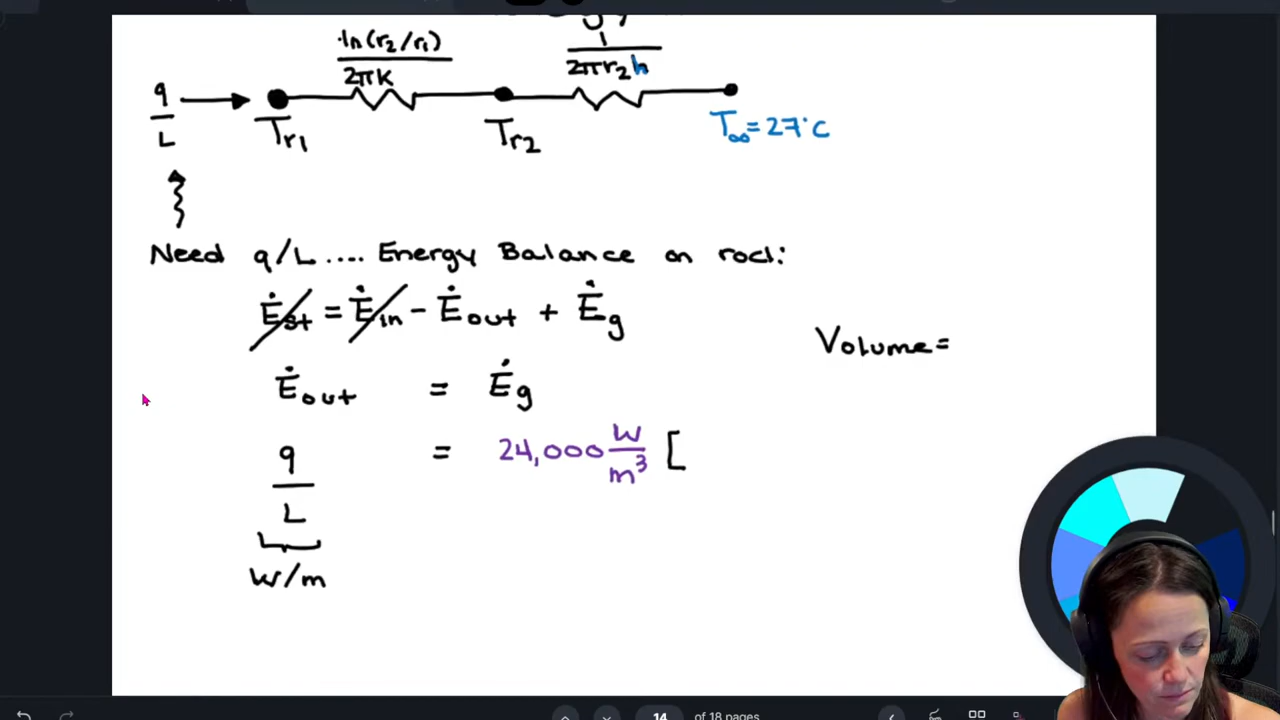 ln(r₂/r₁)
2πk
1
2πr₂h
q
L
Tr₁
Tr₂
T∞=27°C
Need q/L.... Energy Balance on rod:
Ėst = Ėin - Ėout + Ėg
Volume=
Ėout = Ėg
q/L = 24,000 W/m³ [
W/m
14 of 18 pages